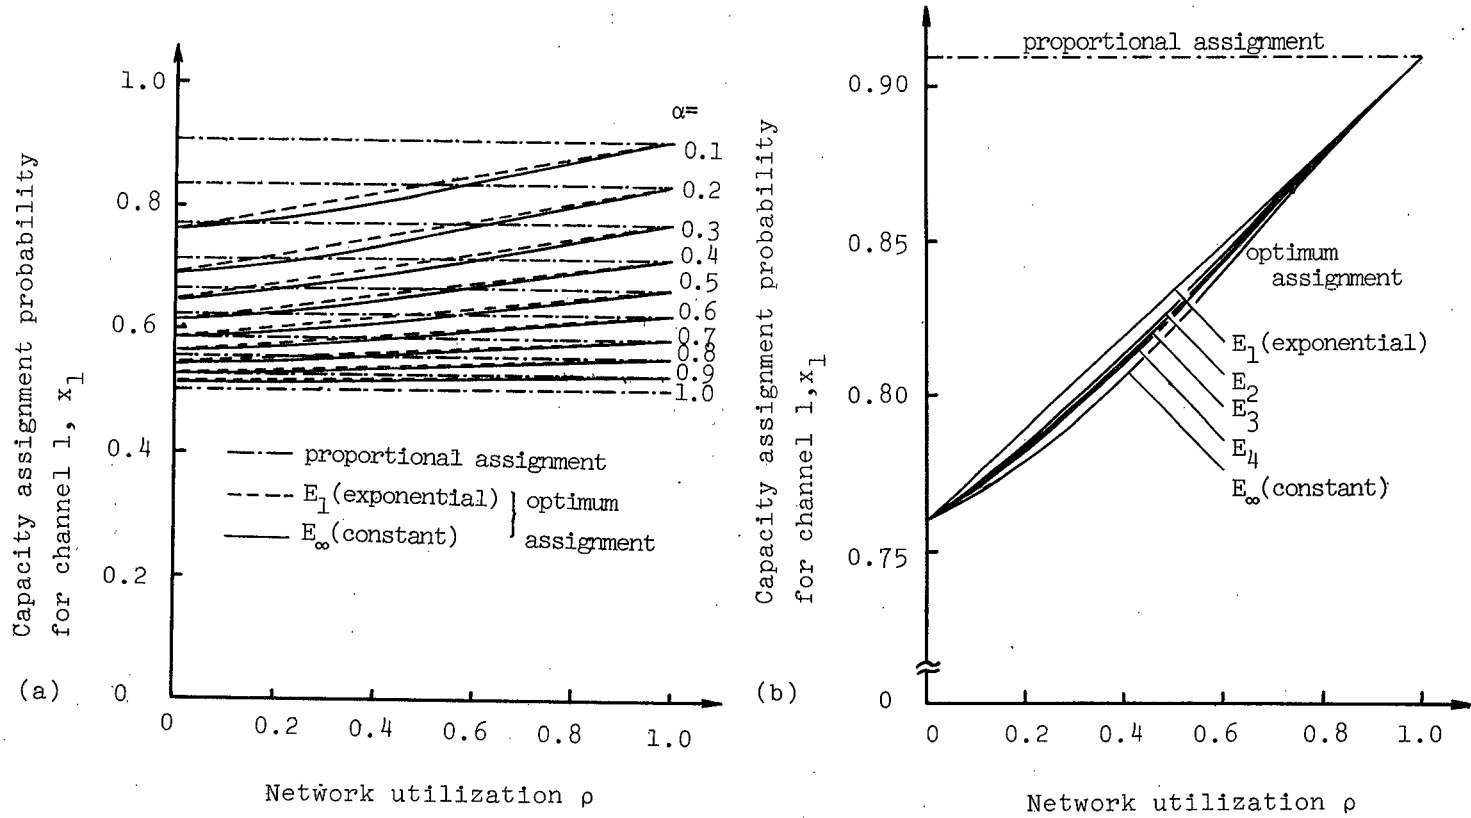 Capacity assignment probability
for channel 1, x1
(a)
1.0
0.8
0.6
0.4
0.2
0
α=
0.1
0.2
0.3
0.4
0.5
0.6
0.7
0.8
0.9
1.0
proportional assignment
E1(exponential)
E∞(constant)
optimum
assignment
0
0.2
0.4
0.6
0.8
1.0
Network utilization ρ
Capacity assignment probability
for channel 1,x1
(b)
proportional assignment
0.90
0.85
0.80
0.75
0
optimum
assignment
E1(exponential)
E2
E3
E4
E∞(constant)
0
0.2
0.4
0.6
0.8
1.0
Network utilization ρ